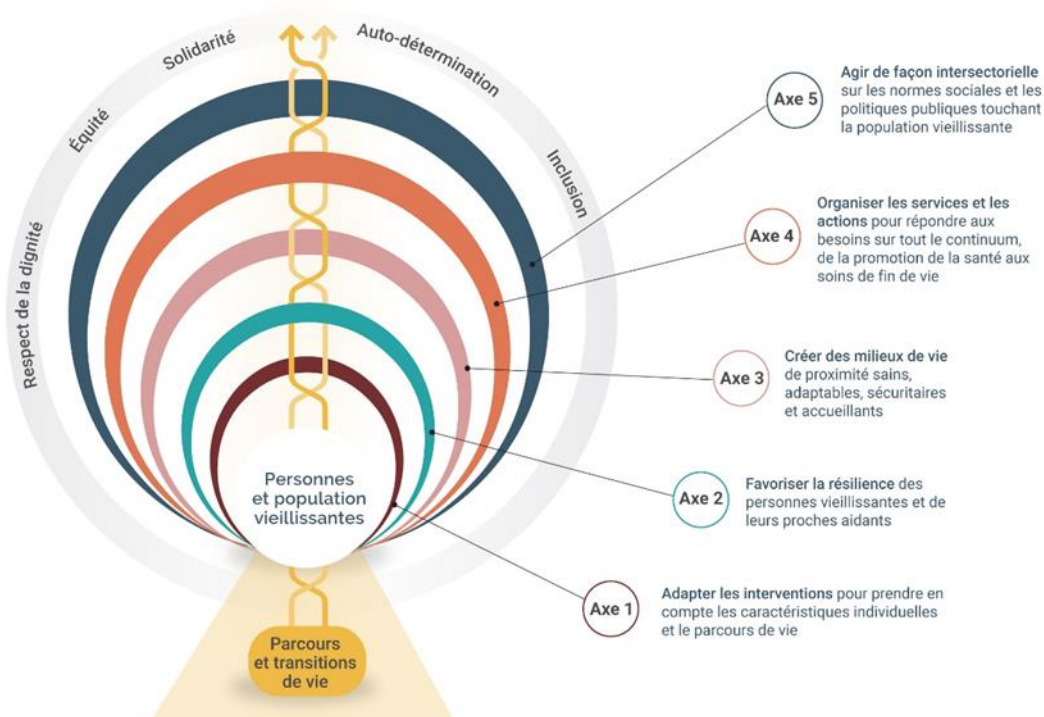 Respect de la dignité
Équité
Solidarité
Auto-détermination
Inclusion
Personnes
et population
vieillissantes
Parcours
et transitions
de vie
Axe 5
Agir de façon intersectorielle
sur les normes sociales et les
politiques publiques touchant
la population vieillissante
Axe 4
Organiser les services et les
actions pour répondre aux
besoins sur tout le continuum,
de la promotion de la santé aux
soins de fin de vie
Axe 3
Créer des milieux de vie
de proximité sains,
adaptables, sécuritaires
et accueillants
Axe 2
Favoriser la résilience des
personnes vieillissantes et de
leurs proches aidants
Axe 1
Adapter les interventions pour prendre en
compte les caractéristiques individuelles
et le parcours de vie